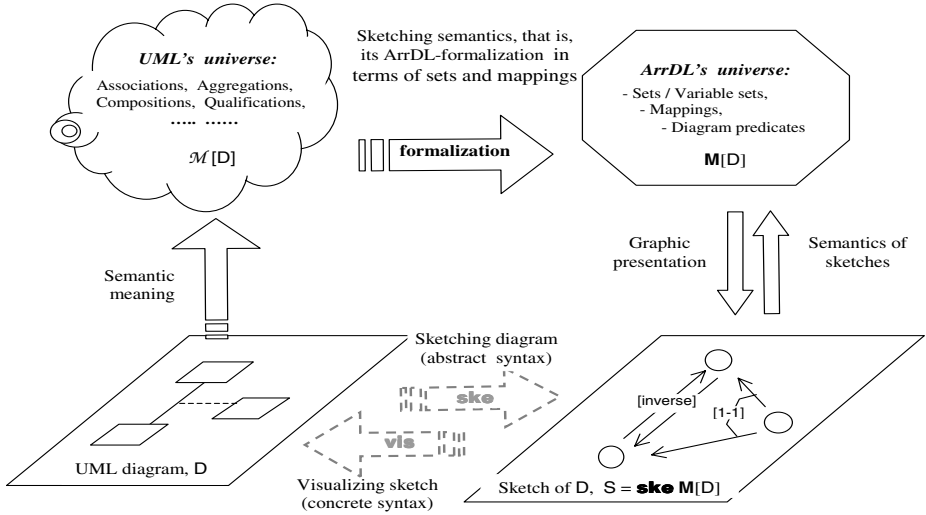 UML's universe:
Associations, Aggregations,
Compositions, Qualifications,
..... ......
ℳ [D]
Sketching semantics, that is,
its ArrDL-formalization in
terms of sets and mappings
formalization
ArrDL's universe:
- Sets / Variable sets,
- Mappings,
- Diagram predicates
M[D]
Semantic
meaning
Graphic
presentation
Semantics of
sketches
Sketching diagram
(abstract syntax)
ske
vis
Visualizing sketch
(concrete syntax)
UML diagram, D
[inverse]
[1-1]
Sketch of D, S = ske M[D]